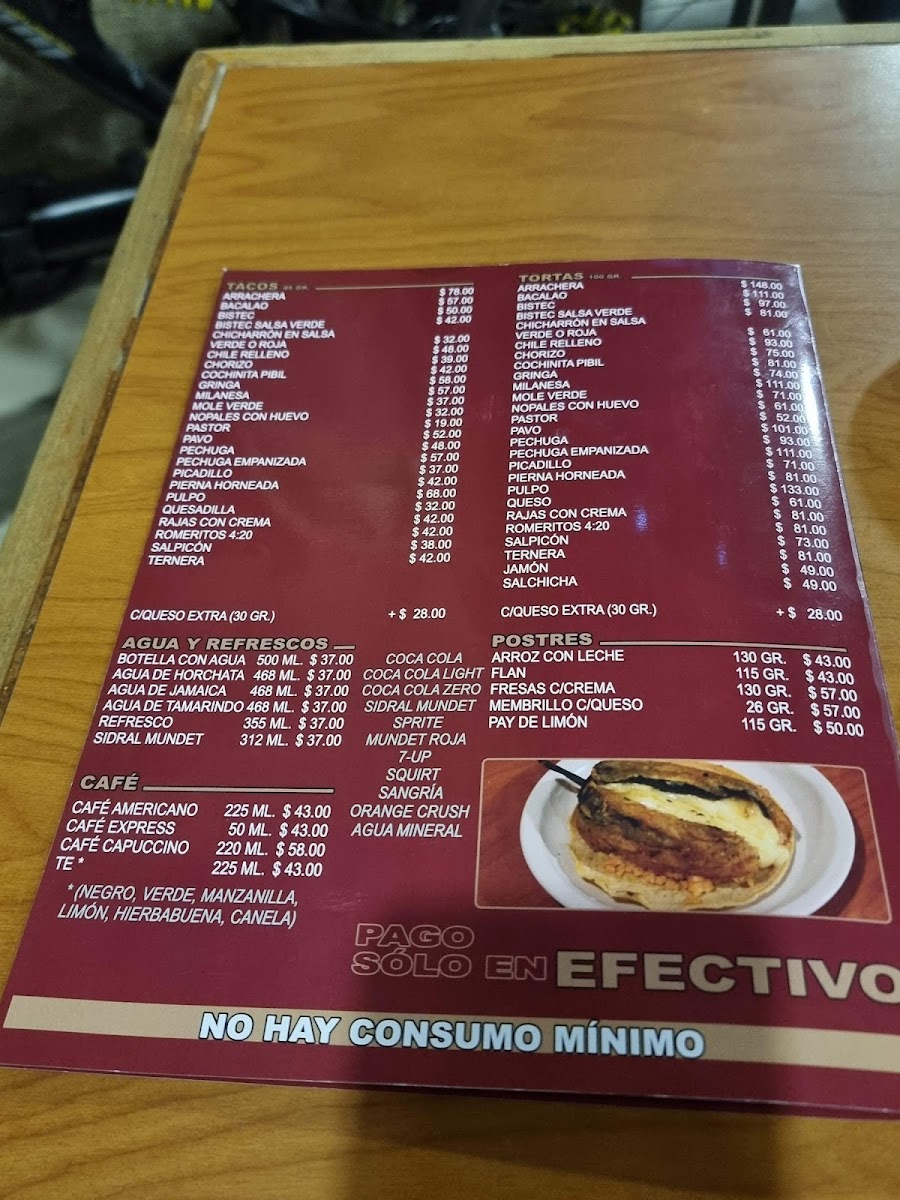 TACOS 25 GR.
ARRACHERA $ 78.00
BACALAO $ 57.00
BISTEC $ 50.00
BISTEC SALSA VERDE $ 42.00
CHICHARRÓN EN SALSA
VERDE O ROJA $ 32.00
CHILE RELLENO $ 48.00
CHORIZO $ 39.00
COCHINITA PIBIL $ 42.00
GRINGA $ 58.00
MILANESA $ 57.00
MOLE VERDE $ 37.00
NOPALES CON HUEVO $ 32.00
PASTOR $ 19.00
PAVO $ 52.00
PECHUGA $ 48.00
PECHUGA EMPANIZADA $ 57.00
PICADILLO $ 37.00
PIERNA HORNEADA $ 42.00
PULPO $ 68.00
QUESADILLA $ 32.00
RAJAS CON CREMA $ 42.00
ROMERITOS 4:20 $ 42.00
SALPICÓN $ 38.00
TERNERA $ 42.00
C/QUESO EXTRA (30 GR.) + $ 28.00
TORTAS 100 GR.
ARRACHERA $ 148.00
BACALAO $ 111.00
BISTEC $ 97.00
BISTEC SALSA VERDE $ 81.00
CHICHARRÓN EN SALSA
VERDE O ROJA $ 61.00
CHILE RELLENO $ 93.00
CHORIZO $ 75.00
COCHINITA PIBIL $ 81.00
GRINGA $ 74.00
MILANESA $ 111.00
MOLE VERDE $ 71.00
NOPALES CON HUEVO $ 61.00
PASTOR $ 52.00
PAVO $ 101.00
PECHUGA $ 93.00
PECHUGA EMPANIZADA $ 111.00
PICADILLO $ 71.00
PIERNA HORNEADA $ 81.00
PULPO $ 133.00
QUESO $ 61.00
RAJAS CON CREMA $ 81.00
ROMERITOS 4:20 $ 81.00
SALPICÓN $ 73.00
TERNERA $ 81.00
JAMÓN $ 49.00
SALCHICHA $ 49.00
C/QUESO EXTRA (30 GR.) + $ 28.00
AGUA Y REFRESCOS
BOTELLA CON AGUA 500 ML. $ 37.00
AGUA DE HORCHATA 468 ML. $ 37.00
AGUA DE JAMAICA 468 ML. $ 37.00
AGUA DE TAMARINDO 468 ML. $ 37.00
REFRESCO 355 ML. $ 37.00
SIDRAL MUNDET 312 ML. $ 37.00
COCA COLA
COCA COLA LIGHT
COCA COLA ZERO
SIDRAL MUNDET
SPRITE
MUNDET ROJA
7-UP
SQUIRT
SANGRÍA
ORANGE CRUSH
AGUA MINERAL
POSTRES
ARROZ CON LECHE 130 GR. $ 43.00
FLAN 115 GR. $ 43.00
FRESAS C/CREMA 130 GR. $ 57.00
MEMBRILLO C/QUESO 26 GR. $ 57.00
PAY DE LIMÓN 115 GR. $ 50.00
CAFÉ
CAFÉ AMERICANO 225 ML. $ 43.00
CAFÉ EXPRESS 50 ML. $ 43.00
CAFÉ CAPUCCINO 220 ML. $ 58.00
TE * 225 ML. $ 43.00
* (NEGRO, VERDE, MANZANILLA,
LIMÓN, HIERBABUENA, CANELA)
PAGO
SÓLO EN EFECTIVO
NO HAY CONSUMO MÍNIMO